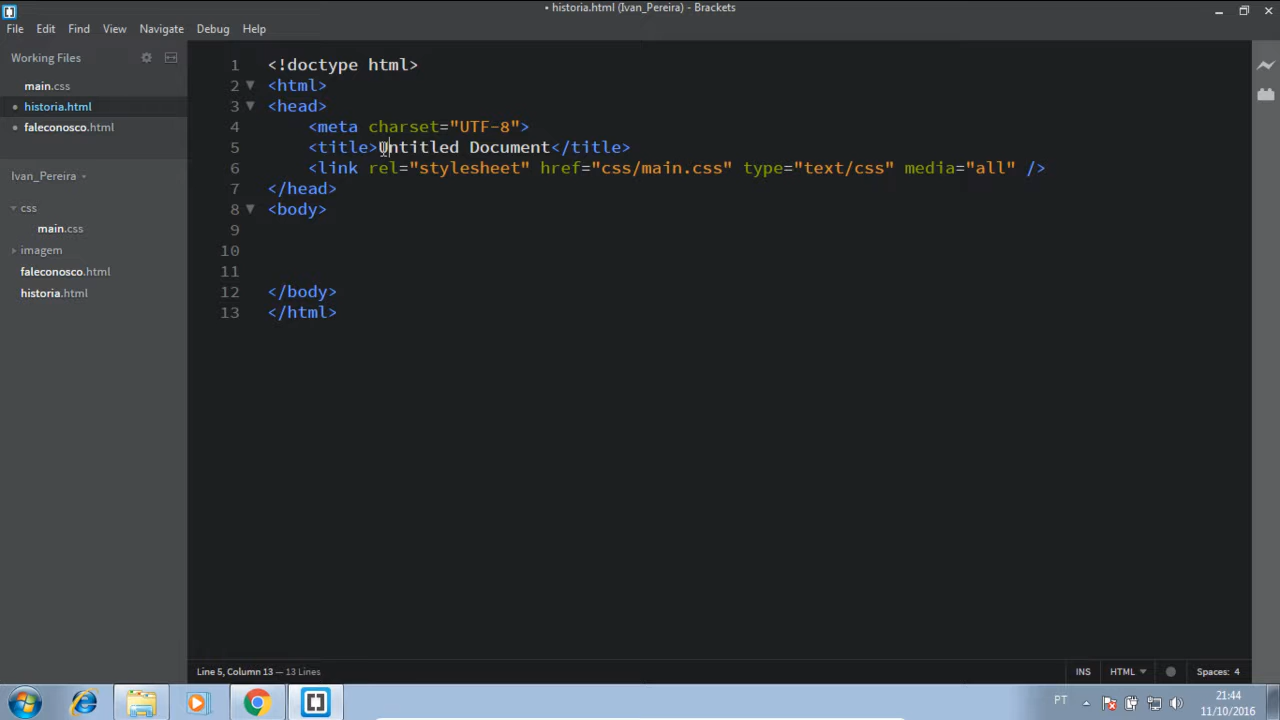 • historia.html (Ivan_Pereira) - Brackets
File Edit View Navigate Debug Help
Working Files
main.css
• historia.html
• faleconosco.html
Ivan_Pereira
css
main.css
imagem
faleconosco.html
historia.html
1 <!doctype html>
2 <html>
3 <head>
4 <meta charset="UTF-8">
5 <title>Untitled Document</title>
6 <link rel="stylesheet" href="css/main.css" type="text/css" media="all" />
7 </head>
8 <body>
9
10
11
12 </body>
13 </html>
Line 5, Column 13 — 13 Lines
INS HTML Spaces: 4
PT
21:44
11/10/2016